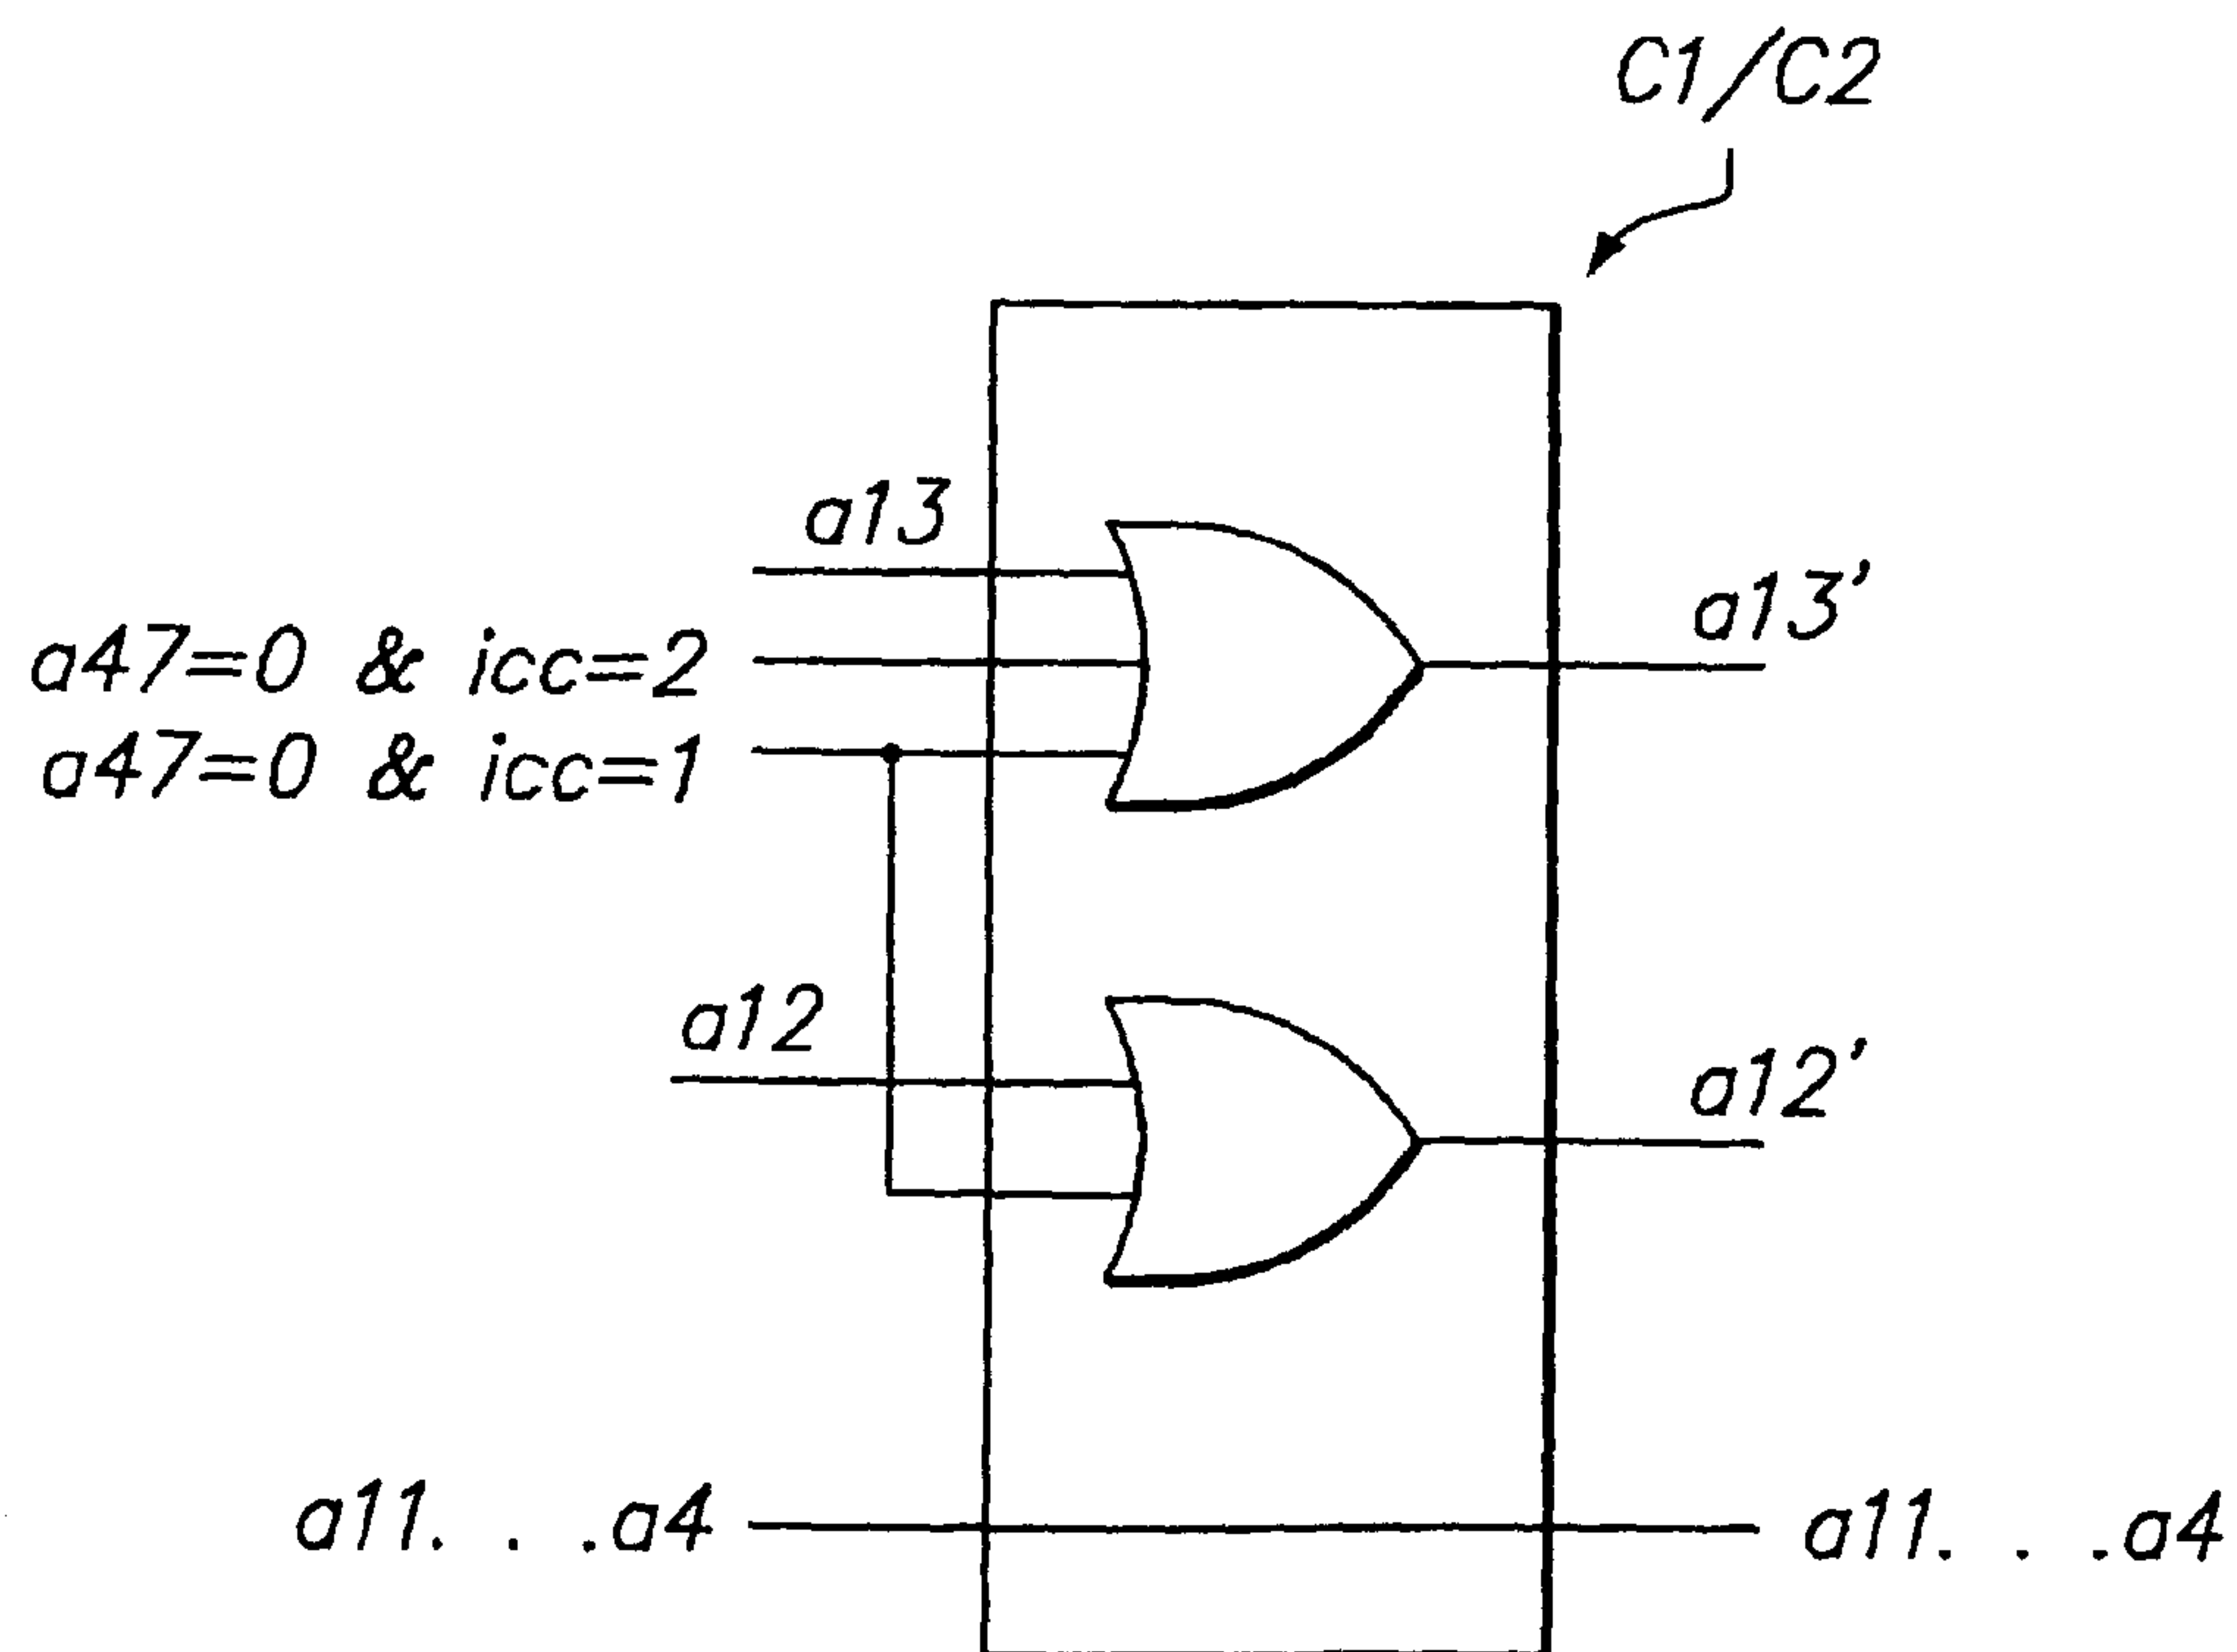 C1/C2
a13
a13'
a47=0 & icc=2
a47=0 & icc=1
a12
a12'
a11. . .a4
a11. . .a4